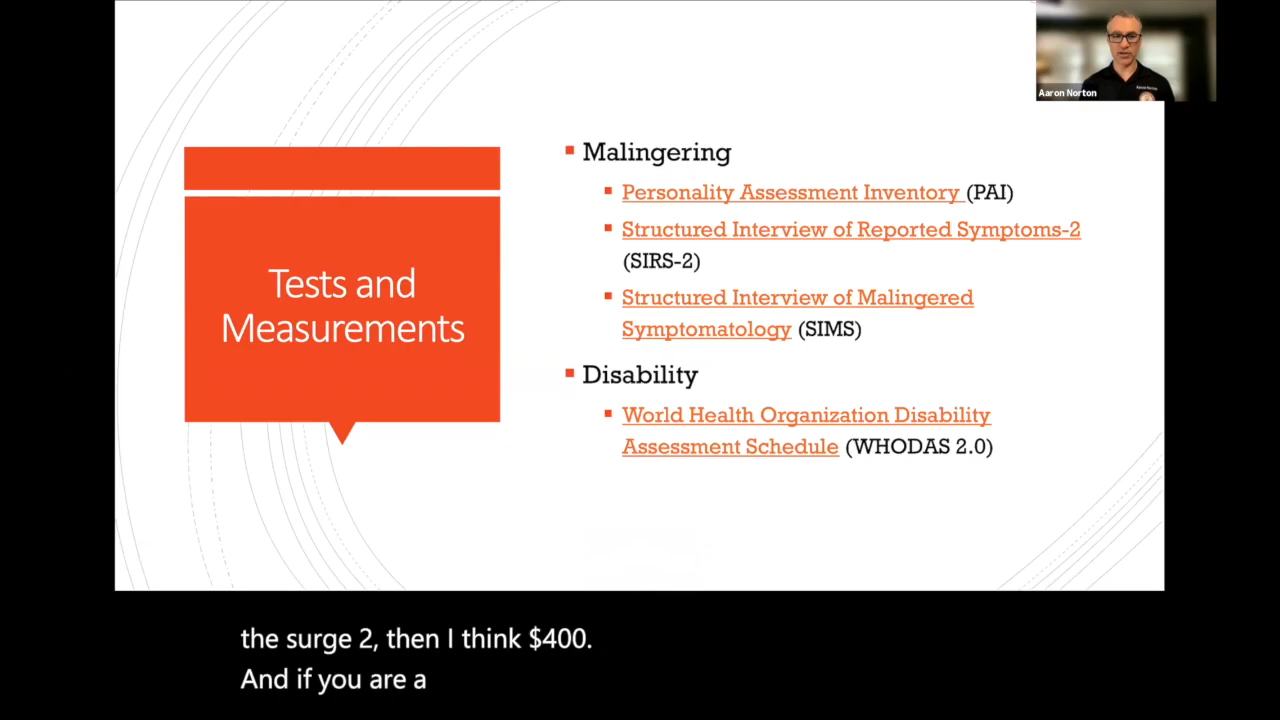 Aaron Norton
Tests and
Measurements
Malingering
Personality Assessment Inventory (PAI)
Structured Interview of Reported Symptoms-2
(SIRS-2)
Structured Interview of Malingered
Symptomatology (SIMS)
Disability
World Health Organization Disability
Assessment Schedule (WHODAS 2.0)
the surge 2, then I think $400.
And if you are a